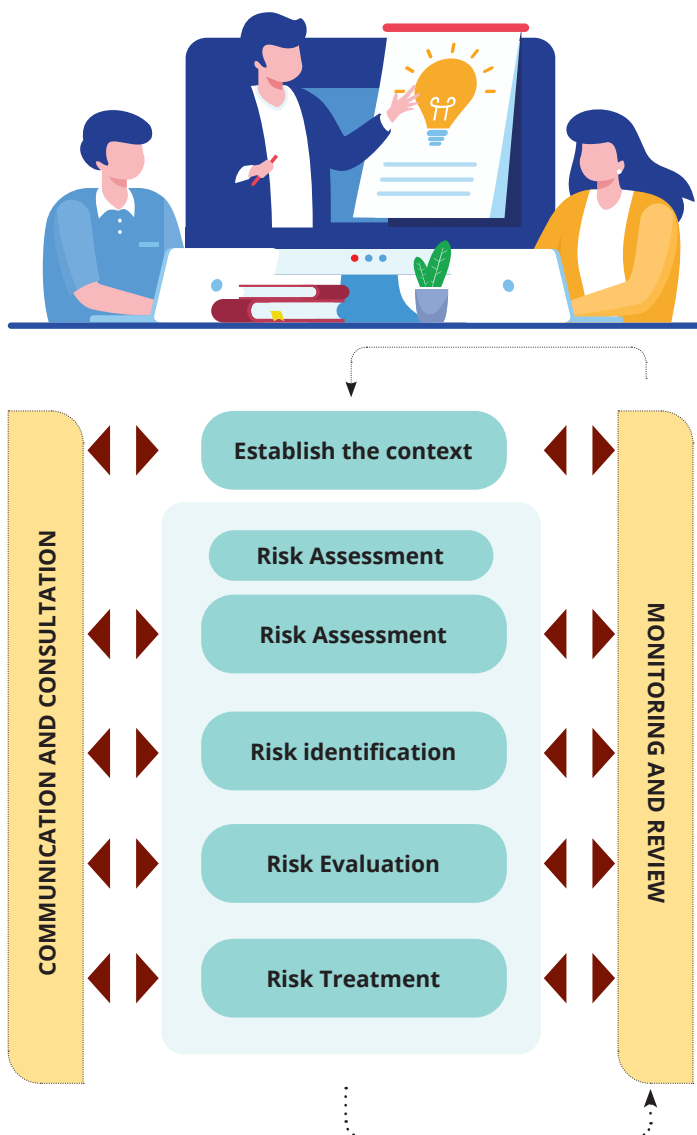 Establish the context
Risk Assessment
Risk Assessment
Risk identification
Risk Evaluation
Risk Treatment
COMMUNICATION AND CONSULTATION
MONITORING AND REVIEW